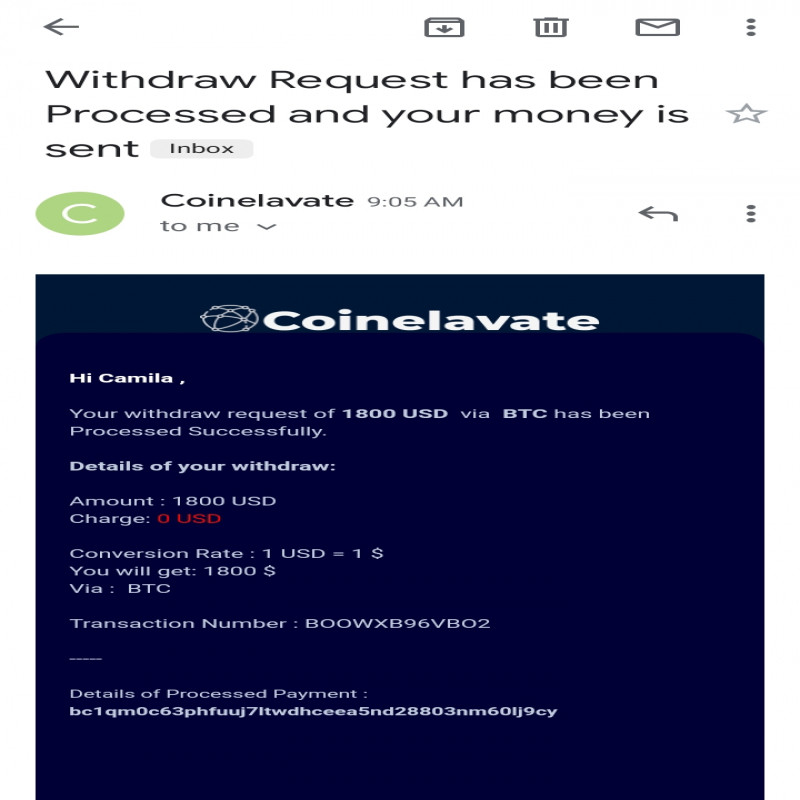 Withdraw Request has been
Processed and your money is
sent Inbox
C
Coinelavate 9:05 AM
to me
Coinelavate
Hi Camila ,
Your withdraw request of 1800 USD via BTC has been
Processed Successfully.
Details of your withdraw:
Amount : 1800 USD
Charge: 0 USD
Conversion Rate : 1 USD = 1 $
You will get: 1800 $
Via : BTC
Transaction Number : BOOWXB96VBO2
-----
Details of Processed Payment :
bc1qm0c63phfuuj7ltwdhceea5nd28803nm60lj9cy